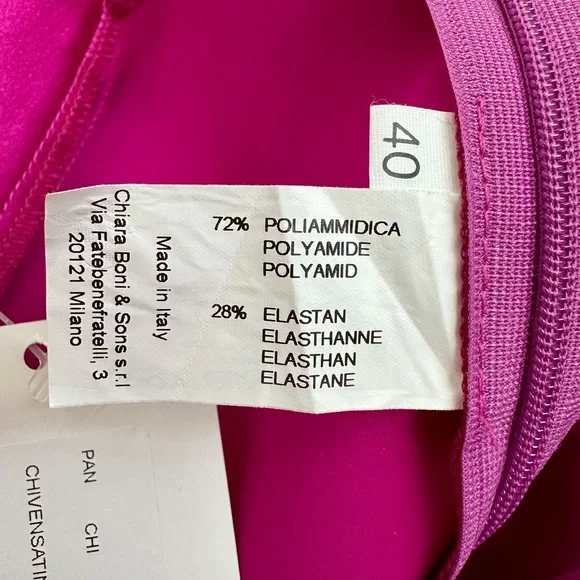 40
72% POLIAMMIDICA
POLYAMIDE
POLYAMID
28% ELASTAN
ELASTHANNE
ELASTHAN
ELASTANE
Made in Italy
Chiara Boni & Sons s.r.l
Via Fatebenefratelli, 3
20121 Milano
PAN CHI
CHIVENSATIN